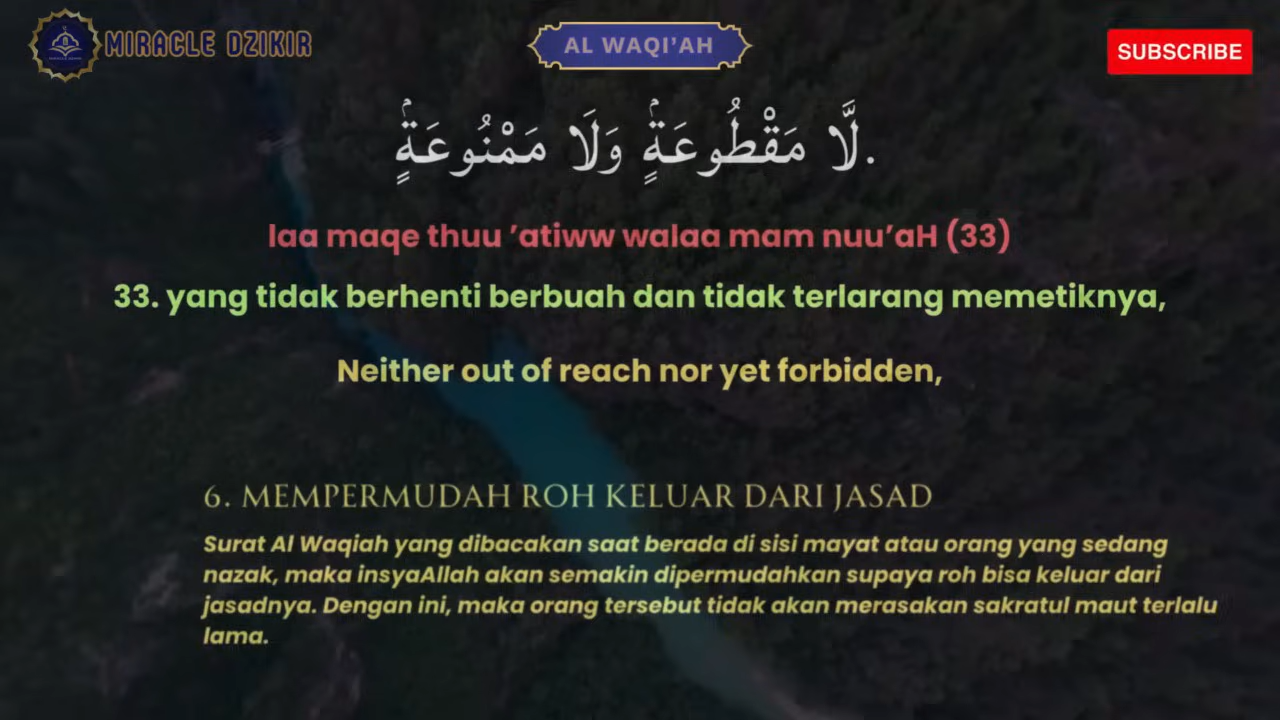 MIRACLE DZIKIR
AL WAQI'AH
SUBSCRIBE
لَّا مَقْطُوعَةٍۢ وَلَا مَمْنُوعَةٍۢ.
laa maqe thuu ’atiww walaa mam nuu’aH (33)
33. yang tidak berhenti berbuah dan tidak terlarang memetiknya,
Neither out of reach nor yet forbidden,
6. MEMPERMUDAH ROH KELUAR DARI JASAD
Surat Al Waqiah yang dibacakan saat berada di sisi mayat atau orang yang sedang
nazak, maka insyaAllah akan semakin dipermudahkan supaya roh bisa keluar dari
jasadnya. Dengan ini, maka orang tersebut tidak akan merasakan sakratul maut terlalu
lama.